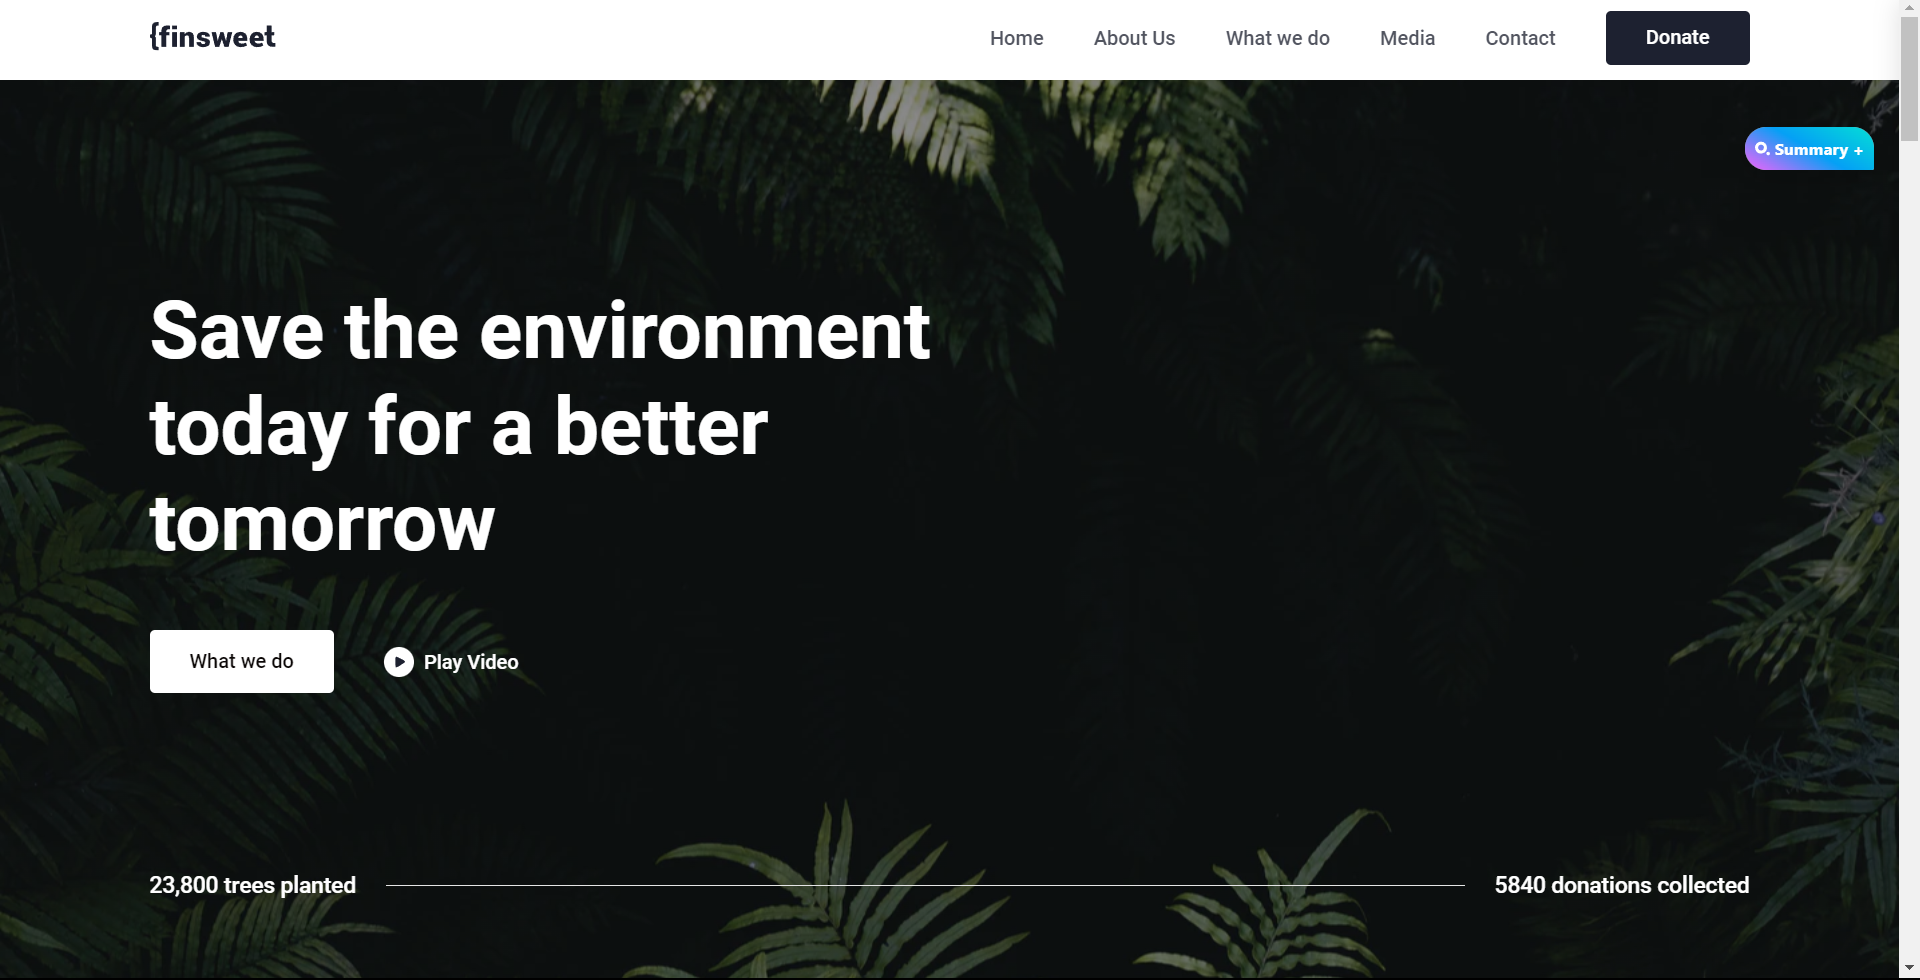 {finsweet
Home
About Us
What we do
Media
Contact
Donate
Summary +
Save the environment
today for a better
tomorrow
What we do
Play Video
23,800 trees planted
5840 donations collected